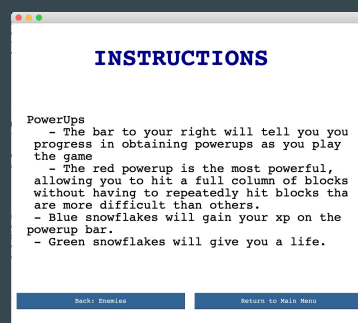 INSTRUCTIONS
PowerUps
- The bar to your right will tell you you
progress in obtaining powerups as you play
the game
- The red powerup is the most powerful,
allowing you to hit a full column of blocks
without having to repeatedly hit blocks tha
are more difficult than others.
- Blue snowflakes will gain your xp on the
powerup bar.
- Green snowflakes will give you a life.
Back: Enemies
Return to Main Menu